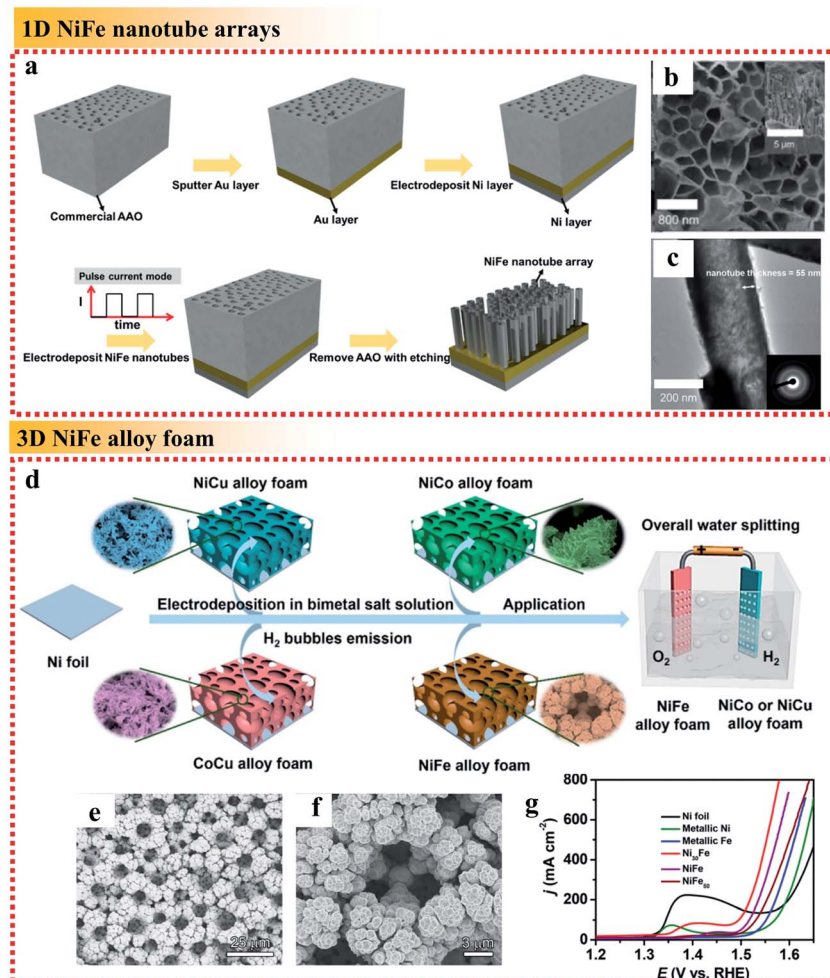 1D NiFe nanotube arrays
a
Commercial AAO
Sputter Au layer
Au layer
Electrodeposit Ni layer
Ni layer
Pulse current mode
I
time
Electrodeposit NiFe nanotubes
Remove AAO with etching
NiFe nanotube array
b
5 μm
800 nm
c
nanotube thickness = 55 nm
200 nm
3D NiFe alloy foam
d
NiCu alloy foam
NiCo alloy foam
Overall water splitting
+ -
Ni foil
Electrodeposition in bimetal salt solution
Application
H₂ bubbles emission
O₂
H₂
NiFe
alloy foam
NiCo or NiCu
alloy foam
CoCu alloy foam
NiFe alloy foam
e
25 μm
f
3 μm
g
800
600
400
200
0
j (mA cm⁻²)
Ni foil
Metallic Ni
Metallic Fe
Ni₃₀Fe
NiFe
NiFe₅₀
1.2 1.3 1.4 1.5 1.6
E (V vs. RHE)